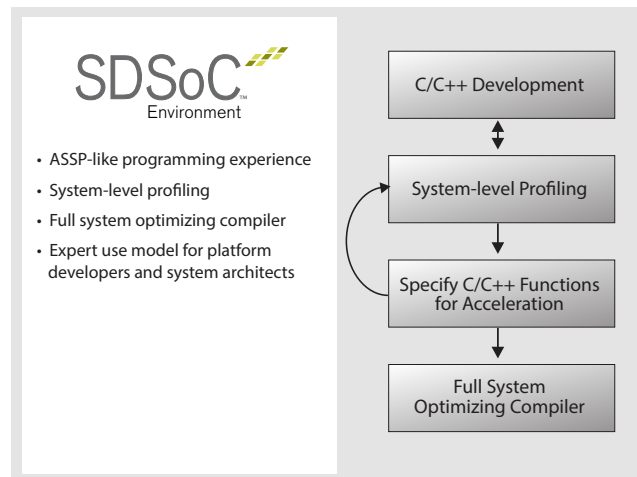 SDSoC™
Environment
• ASSP-like programming experience
• System-level profiling
• Full system optimizing compiler
• Expert use model for platform
developers and system architects
C/C++ Development
System-level Profiling
Specify C/C++ Functions
for Acceleration
Full System
Optimizing Compiler